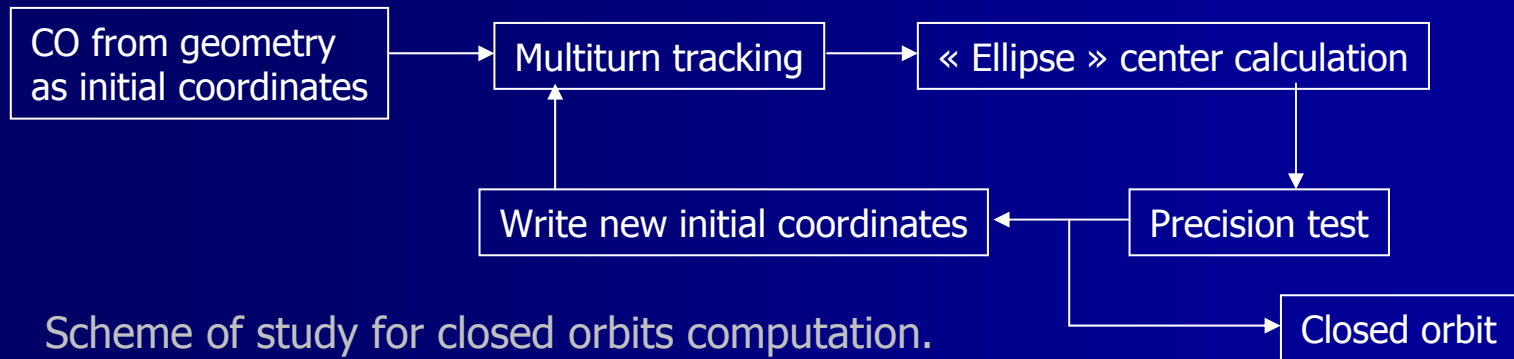 CO from geometry
as initial coordinates
Multiturn tracking
« Ellipse » center calculation
Write new initial coordinates
Precision test
Closed orbit
Scheme of study for closed orbits computation.